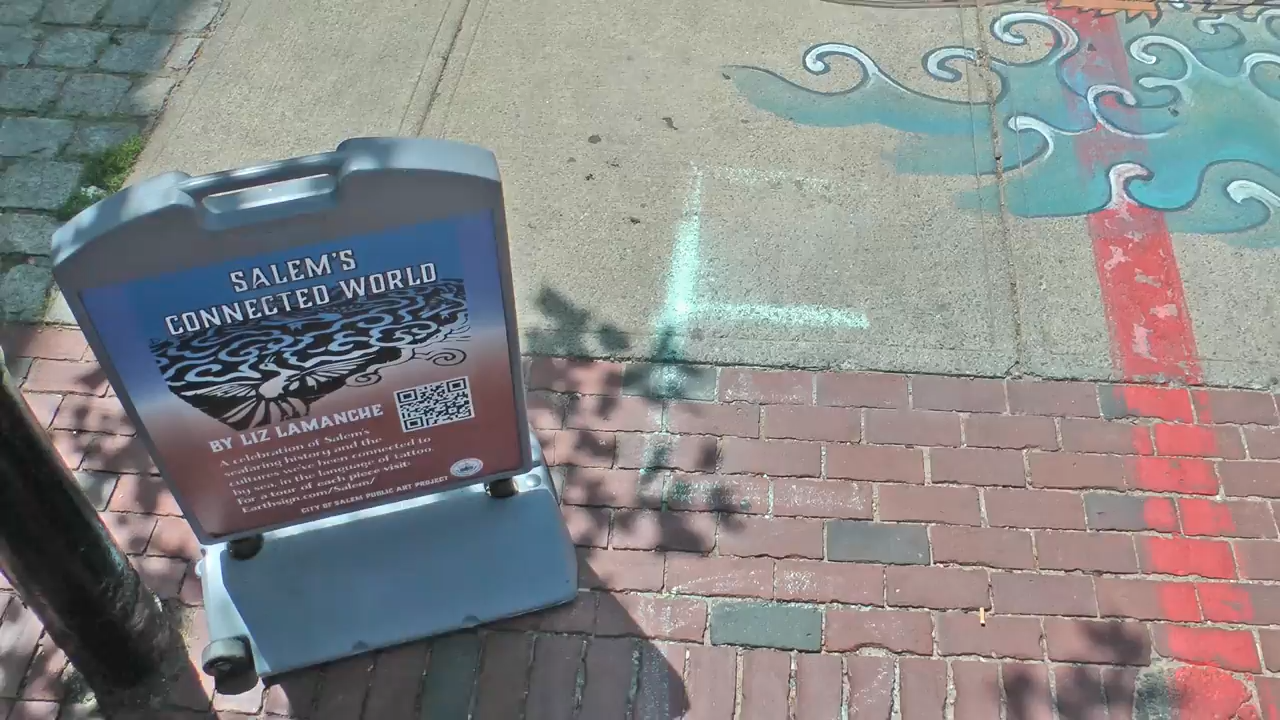 SALEM'S
CONNECTED WORLD
BY LIZ LAMANCHE
A celebration of Salem's
seafaring history and the
cultures we've been connected to
by sea, in the language of tattoo.
For a tour of each place visit:
Earthsign.com/Salem/
CITY OF SALEM PUBLIC ART PROJECT